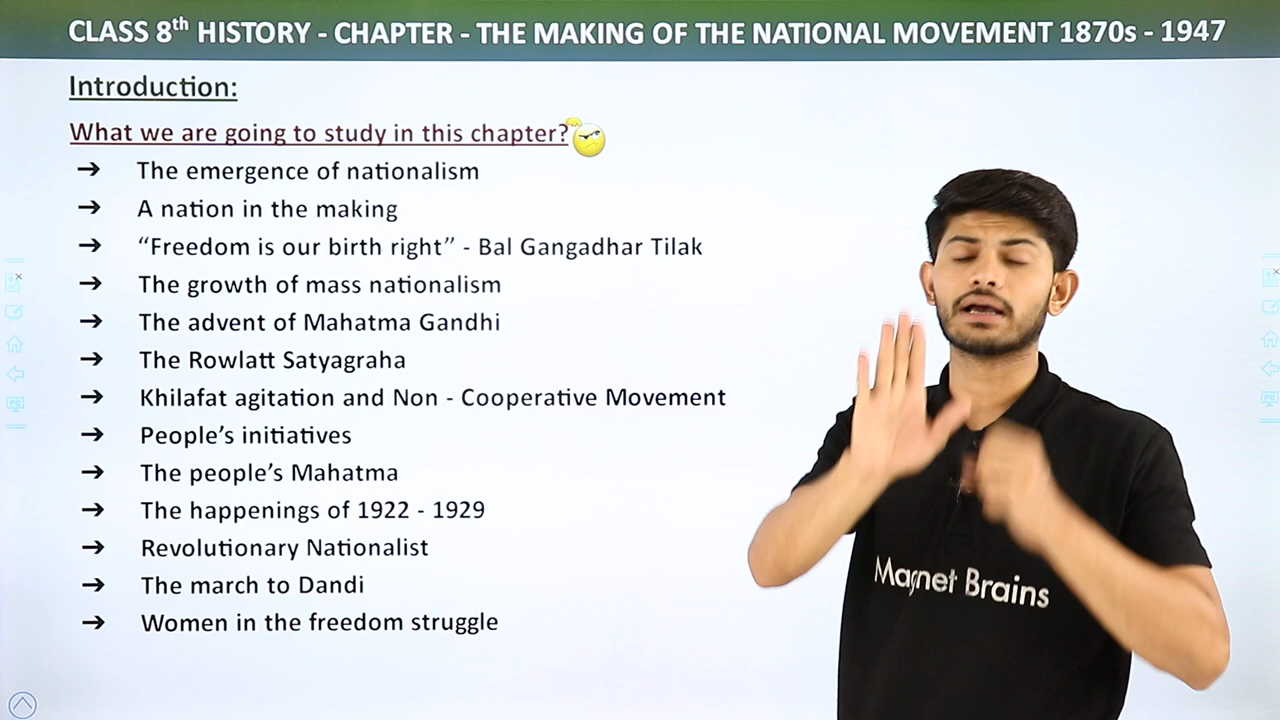 CLASS 8th HISTORY - CHAPTER - THE MAKING OF THE NATIONAL MOVEMENT 1870s - 1947
Introduction:
What we are going to study in this chapter?
➔ The emergence of nationalism
➔ A nation in the making
➔ “Freedom is our birth right” - Bal Gangadhar Tilak
➔ The growth of mass nationalism
➔ The advent of Mahatma Gandhi
➔ The Rowlatt Satyagraha
➔ Khilafat agitation and Non - Cooperative Movement
➔ People’s initiatives
➔ The people’s Mahatma
➔ The happenings of 1922 - 1929
➔ Revolutionary Nationalist
➔ The march to Dandi
➔ Women in the freedom struggle
Magnet Brains